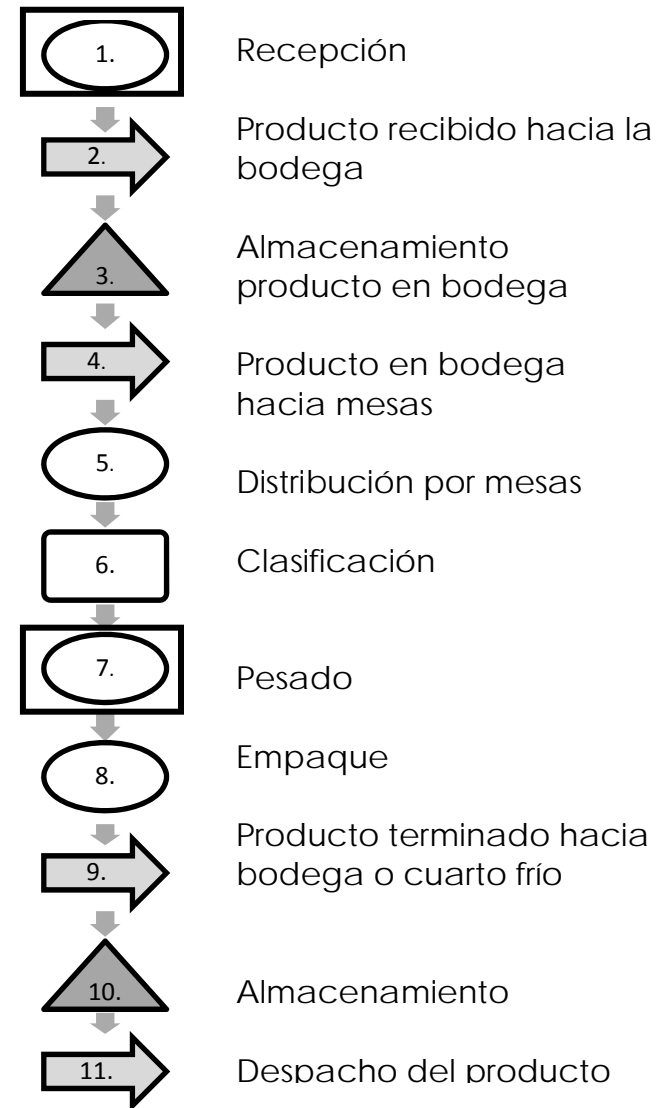 1. Recepción
2. Producto recibido hacia la
bodega
3. Almacenamiento
producto en bodega
4. Producto en bodega
hacia mesas
5. Distribución por mesas
6. Clasificación
7. Pesado
8. Empaque
9. Producto terminado hacia
bodega o cuarto frío
10. Almacenamiento
11. Despacho del producto